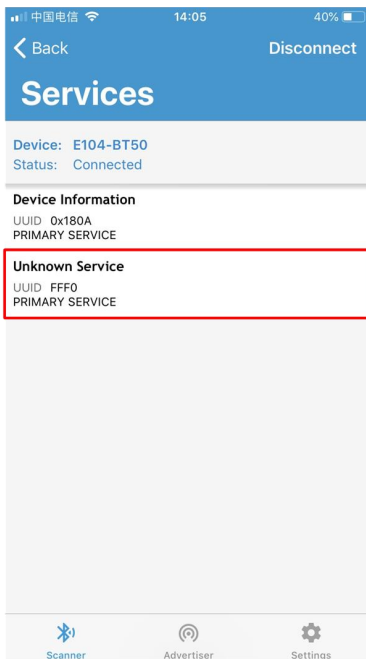 中国电信 14:05 40%
Back Disconnect
Services
Device: E104-BT50
Status: Connected
Device Information
UUID 0x180A
PRIMARY SERVICE
Unknown Service
UUID FFF0
PRIMARY SERVICE
Scanner Advertiser Settings